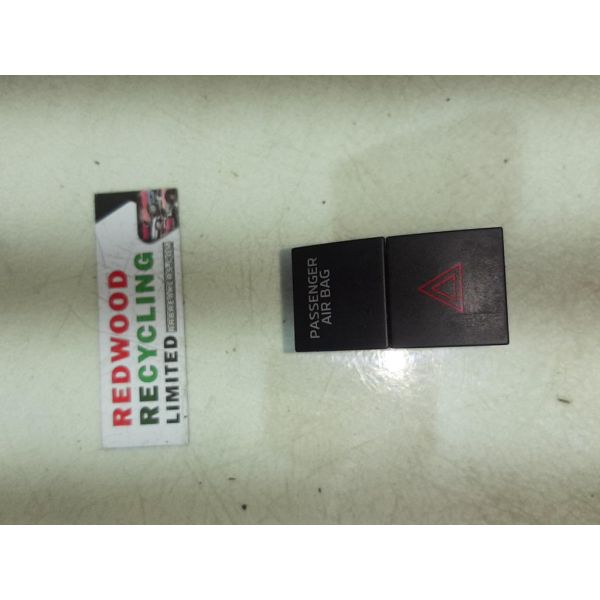 REDWOOD
RECYCLING
LIMITED
PASSENGER
AIR BAG